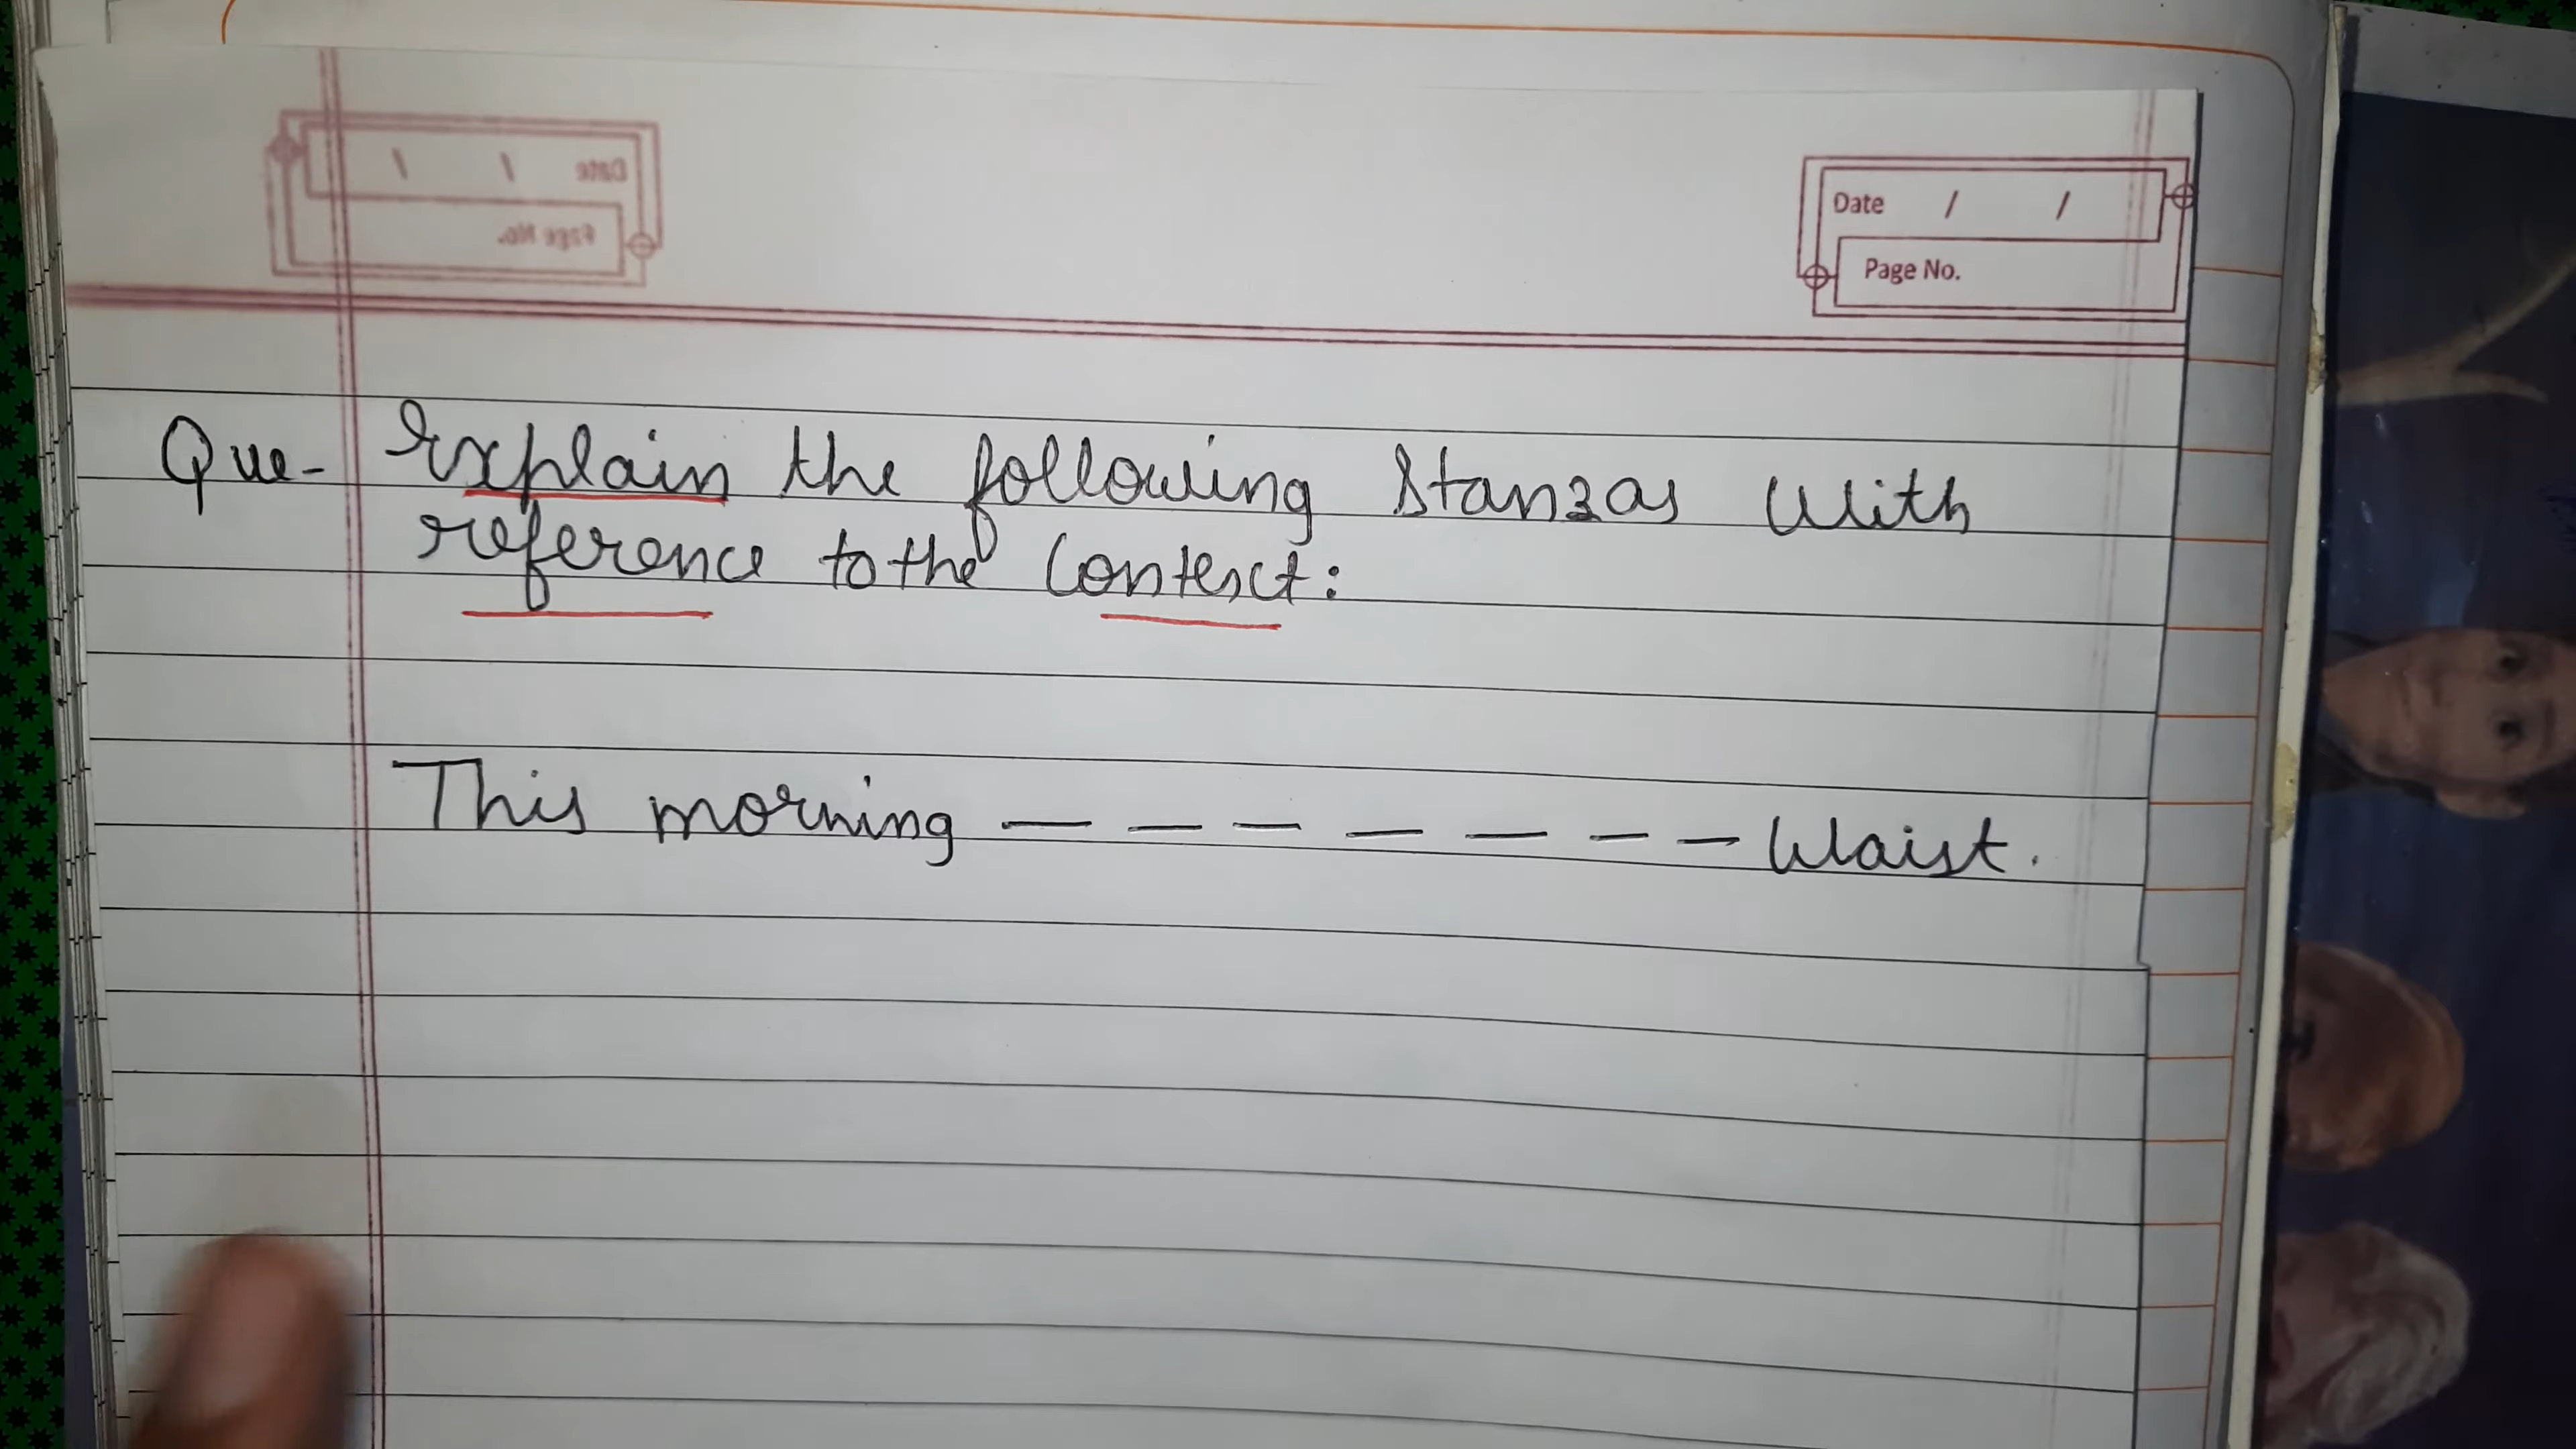 Date / /
Page No.
Que- Explain the following Stanzas With
reference to the Context:
This morning — — — — — — — Waist.